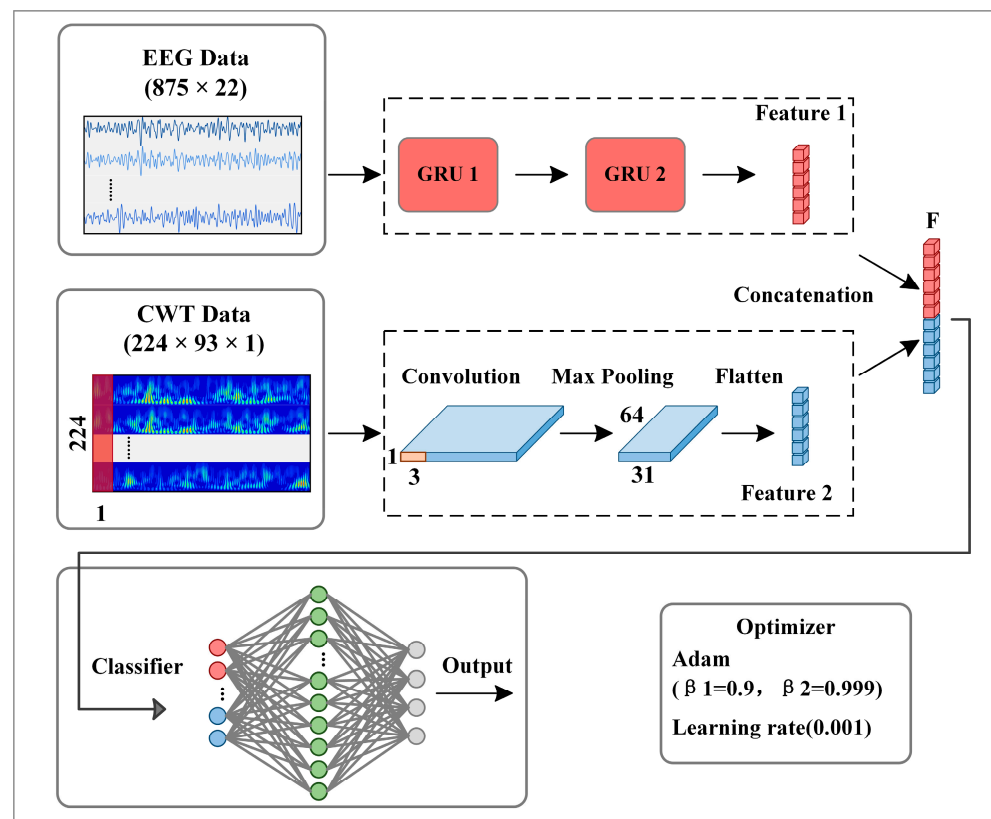 EEG Data
(875 × 22)
Feature 1
GRU 1
GRU 2
F
Concatenation
CWT Data
(224 × 93 × 1)
224
1
Convolution
Max Pooling
Flatten
64
1
3
31
Feature 2
Classifier
Output
Optimizer
Adam
(β1=0.9, β2=0.999)
Learning rate(0.001)